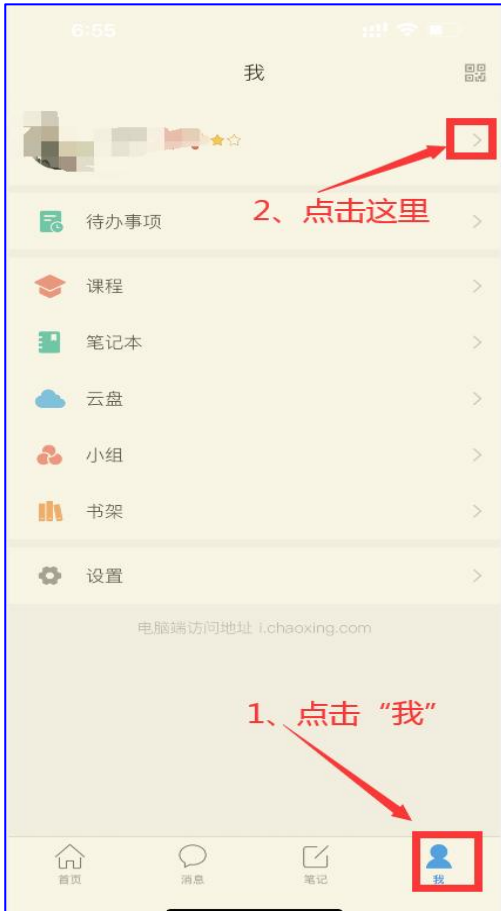 6:55
我
2、点击这里
待办事项
课程
笔记本
云盘
小组
书架
设置
电脑端访问地址 i.chaoxing.com
1、点击“我”
首页
消息
笔记
我